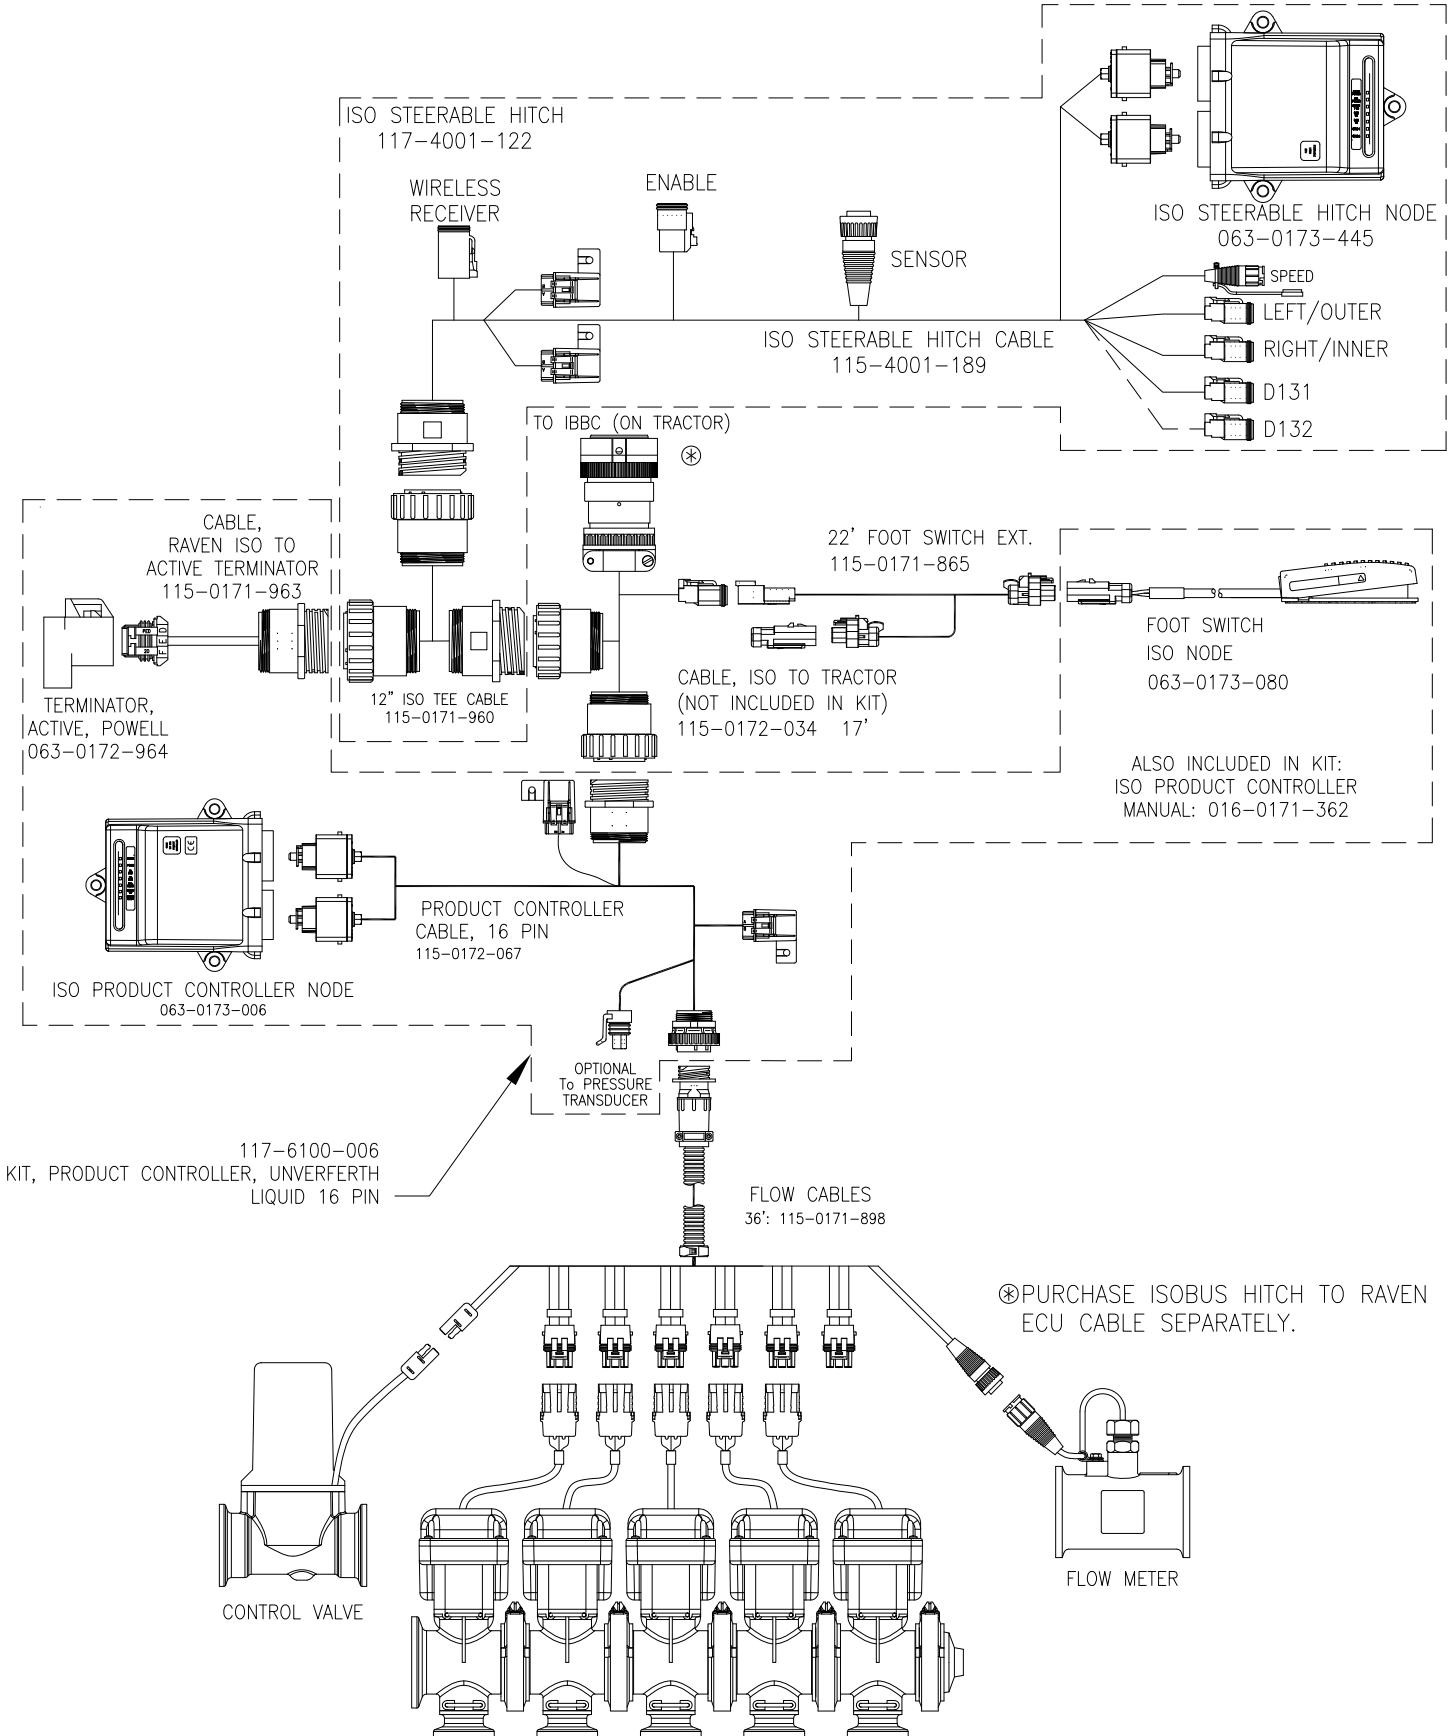 ISO STEERABLE HITCH
117-4001-122
WIRELESS
RECEIVER
ENABLE
SENSOR
ISO STEERABLE HITCH NODE
063-0173-445
SPEED
LEFT/OUTER
RIGHT/INNER
D131
D132
ISO STEERABLE HITCH CABLE
115-4001-189
TO IBBC (ON TRACTOR)
CABLE,
RAVEN ISO TO
ACTIVE TERMINATOR
115-0171-963
22' FOOT SWITCH EXT.
115-0171-865
FOOT SWITCH
ISO NODE
063-0173-080
TERMINATOR,
ACTIVE, POWELL
063-0172-964
12" ISO TEE CABLE
115-0171-960
CABLE, ISO TO TRACTOR
(NOT INCLUDED IN KIT)
115-0172-034 17'
ALSO INCLUDED IN KIT:
ISO PRODUCT CONTROLLER
MANUAL: 016-0171-362
PRODUCT CONTROLLER
CABLE, 16 PIN
115-0172-067
ISO PRODUCT CONTROLLER NODE
063-0173-006
OPTIONAL
To PRESSURE
TRANSDUCER
117-6100-006
KIT, PRODUCT CONTROLLER, UNVERFERTH
LIQUID 16 PIN
FLOW CABLES
36': 115-0171-898
⊛PURCHASE ISOBUS HITCH TO RAVEN
ECU CABLE SEPARATELY.
CONTROL VALVE
FLOW METER